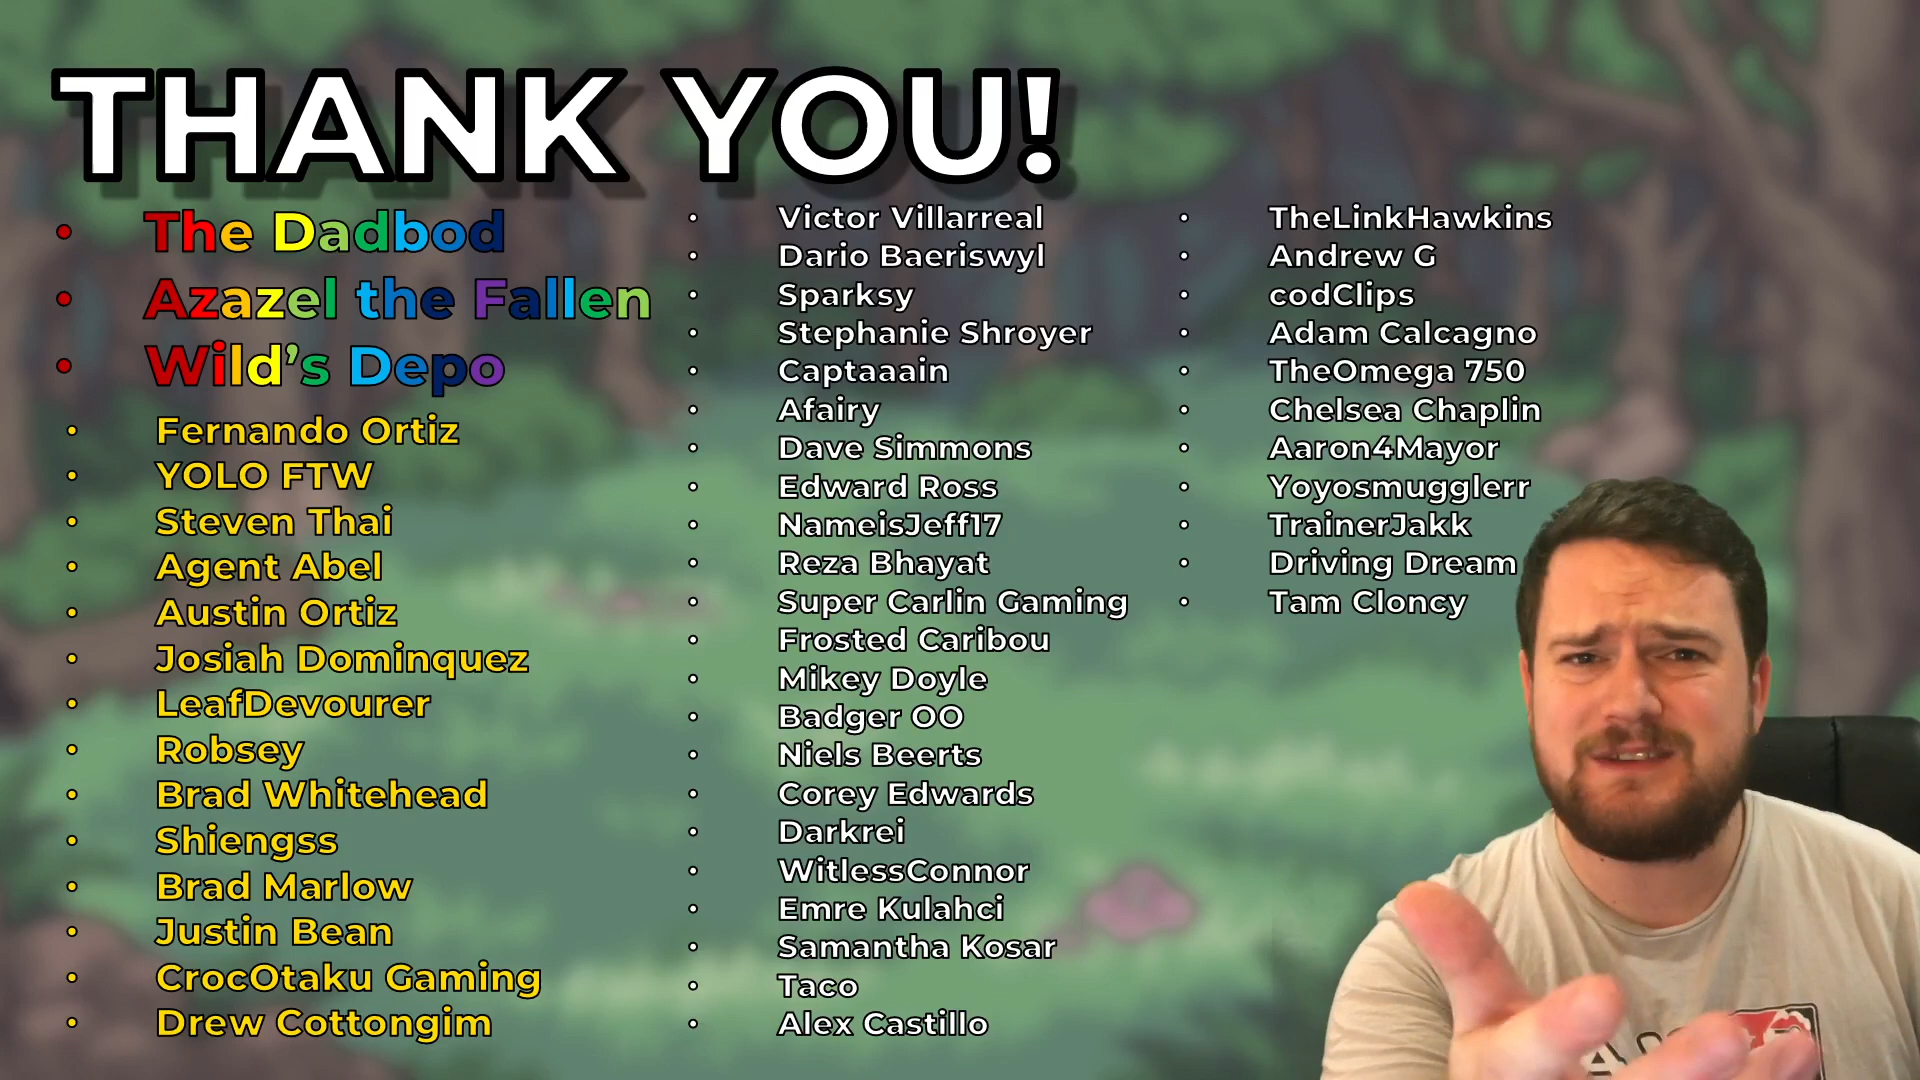 THANK YOU!
• The Dadbod
• Azazel the Fallen
• Wild's Depo
• Fernando Ortiz
• YOLO FTW
• Steven Thai
• Agent Abel
• Austin Ortiz
• Josiah Dominquez
• LeafDevourer
• Robsey
• Brad Whitehead
• Shiengss
• Brad Marlow
• Justin Bean
• CrocOtaku Gaming
• Drew Cottongim
• Victor Villarreal
• Dario Baeriswyl
• Sparksy
• Stephanie Shroyer
• Captaaain
• Afairy
• Dave Simmons
• Edward Ross
• NameisJeff17
• Reza Bhayat
• Super Carlin Gaming
• Frosted Caribou
• Mikey Doyle
• Badger OO
• Niels Beerts
• Corey Edwards
• Darkrei
• WitlessConnor
• Emre Kulahci
• Samantha Kosar
• Taco
• Alex Castillo
• TheLinkHawkins
• Andrew G
• codClips
• Adam Calcagno
• TheOmega 750
• Chelsea Chaplin
• Aaron4Mayor
• Yoyosmugglerr
• TrainerJakk
• Driving Dream
• Tam Cloncy